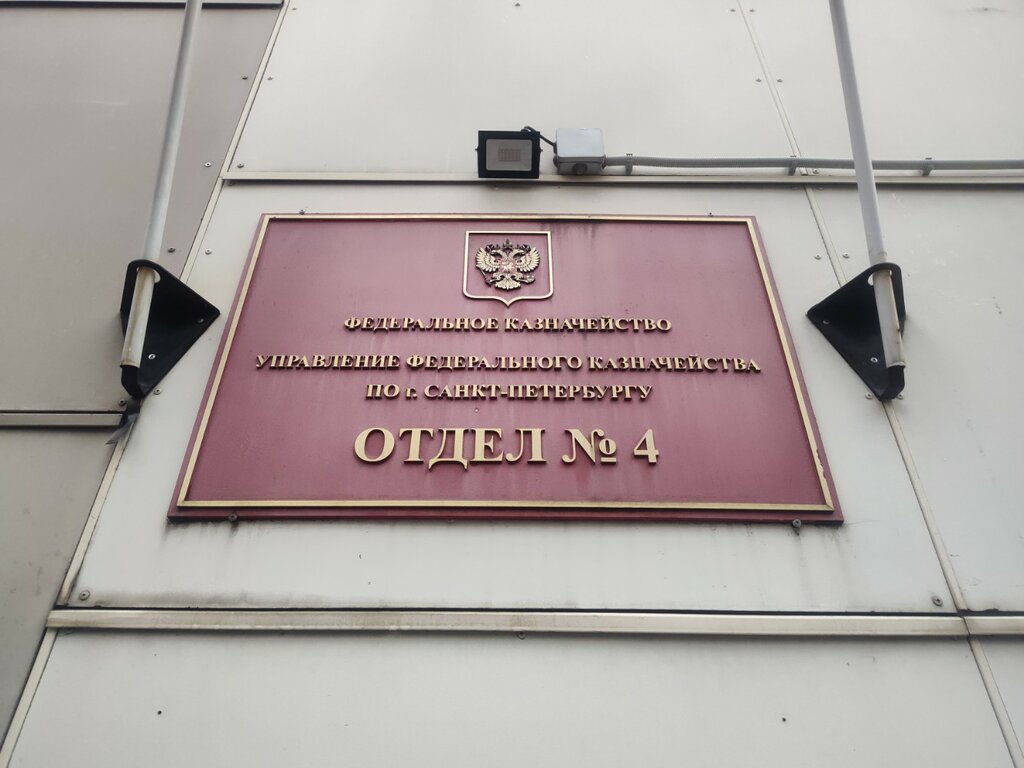 ФЕДЕРАЛЬНОЕ КАЗНАЧЕЙСТВО
УПРАВЛЕНИЕ ФЕДЕРАЛЬНОГО КАЗНАЧЕЙСТВА
ПО г. САНКТ-ПЕТЕРБУРГУ
ОТДЕЛ № 4